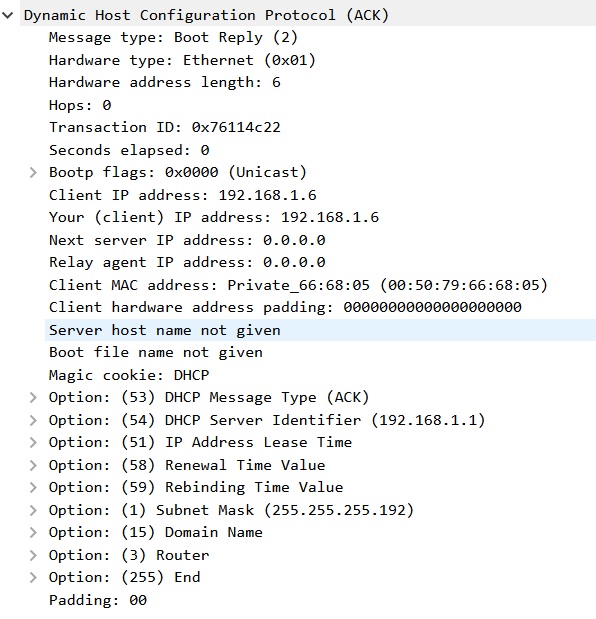 Dynamic Host Configuration Protocol (ACK)
Message type: Boot Reply (2)
Hardware type: Ethernet (0x01)
Hardware address length: 6
Hops: 0
Transaction ID: 0x76114c22
Seconds elapsed: 0
Bootp flags: 0x0000 (Unicast)
Client IP address: 192.168.1.6
Your (client) IP address: 192.168.1.6
Next server IP address: 0.0.0.0
Relay agent IP address: 0.0.0.0
Client MAC address: Private_66:68:05 (00:50:79:66:68:05)
Client hardware address padding: 00000000000000000000
Server host name not given
Boot file name not given
Magic cookie: DHCP
Option: (53) DHCP Message Type (ACK)
Option: (54) DHCP Server Identifier (192.168.1.1)
Option: (51) IP Address Lease Time
Option: (58) Renewal Time Value
Option: (59) Rebinding Time Value
Option: (1) Subnet Mask (255.255.255.192)
Option: (15) Domain Name
Option: (3) Router
Option: (255) End
Padding: 00